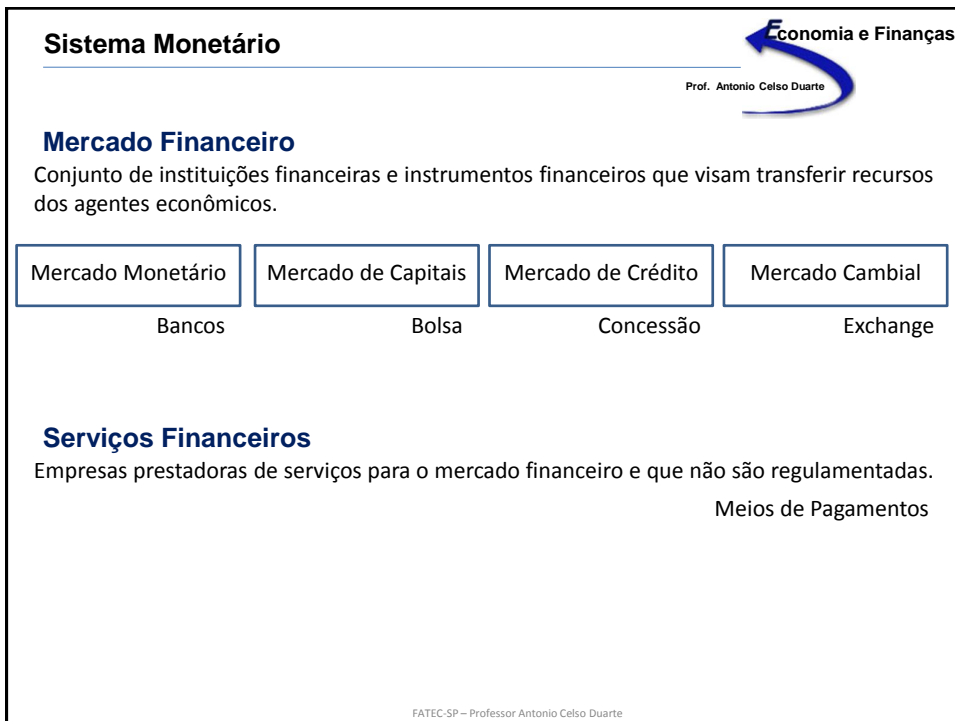 Sistema Monetário
Economia e Finanças
Prof. Antonio Celso Duarte
Mercado Financeiro
Conjunto de instituições financeiras e instrumentos financeiros que visam transferir recursos
dos agentes econômicos.
Mercado Monetário
Mercado de Capitais
Mercado de Crédito
Mercado Cambial
Bancos
Bolsa
Concessão
Exchange
Serviços Financeiros
Empresas prestadoras de serviços para o mercado financeiro e que não são regulamentadas.
Meios de Pagamentos
FATEC-SP – Professor Antonio Celso Duarte